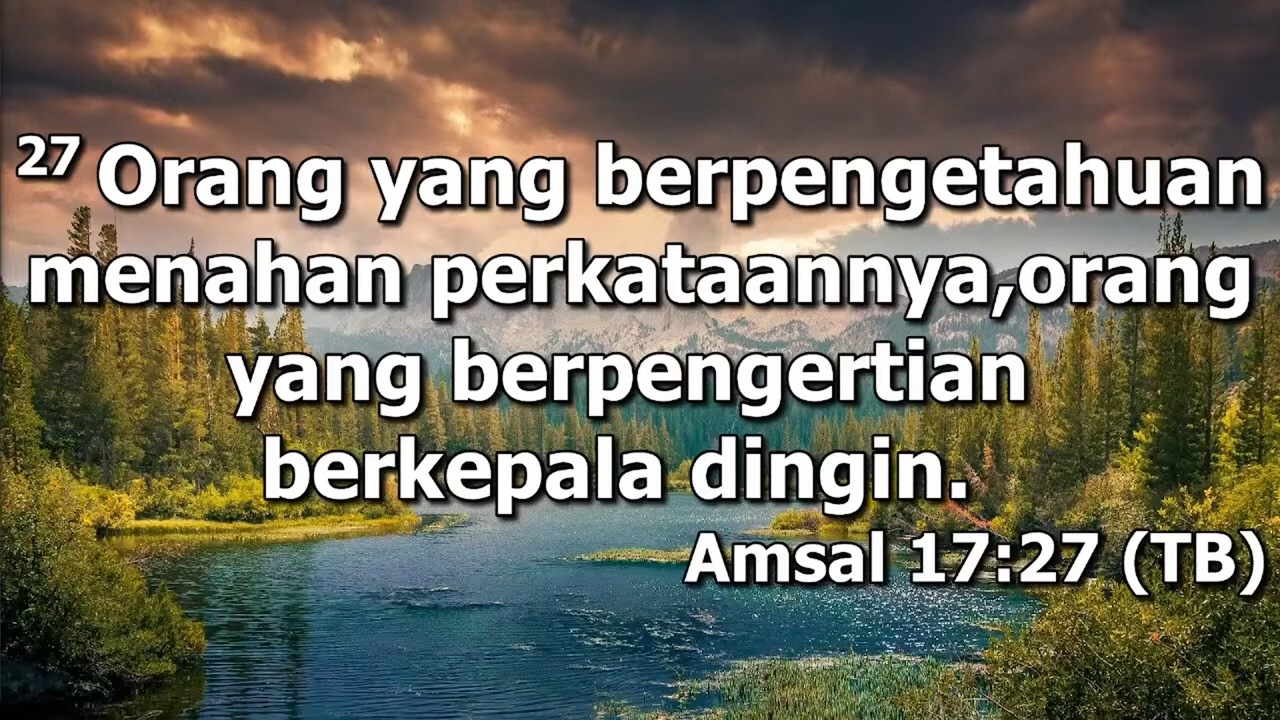 27 Orang yang berpengetahuan
menahan perkataannya,orang
yang berpengertian
berkepala dingin.
Amsal 17:27 (TB)